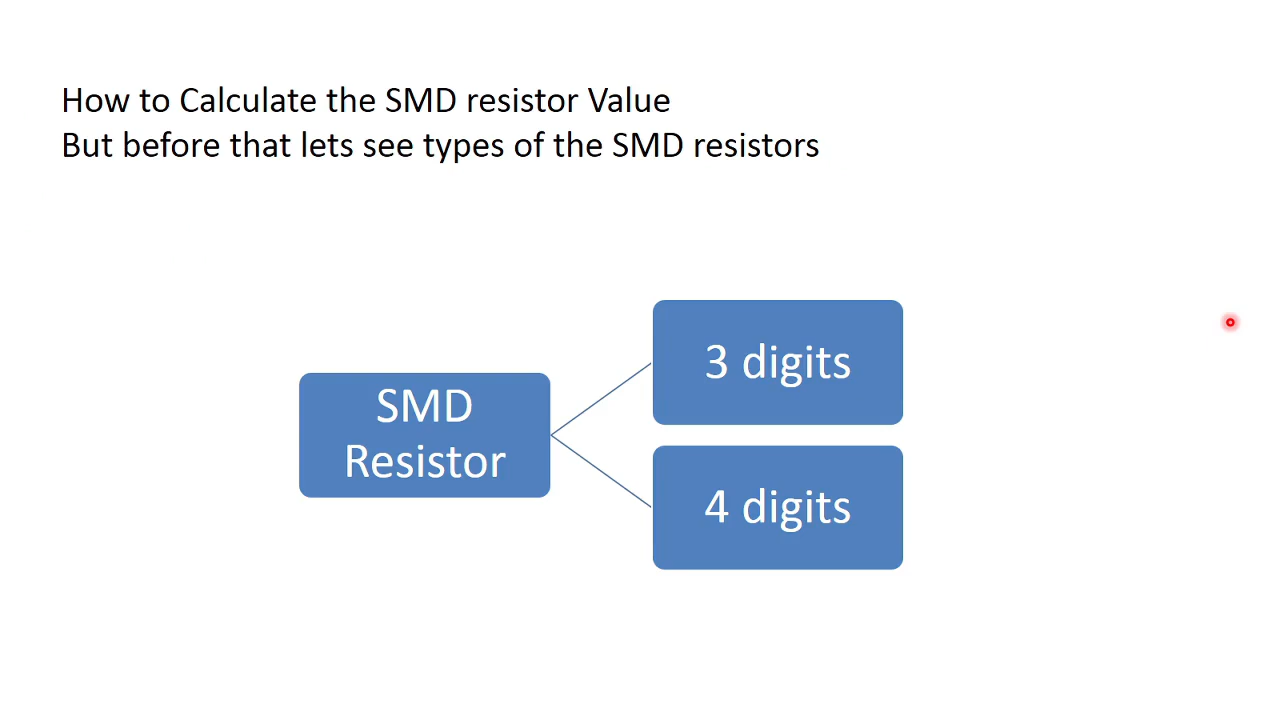 How to Calculate the SMD resistor Value
But before that lets see types of the SMD resistors
SMD
Resistor
3 digits
4 digits